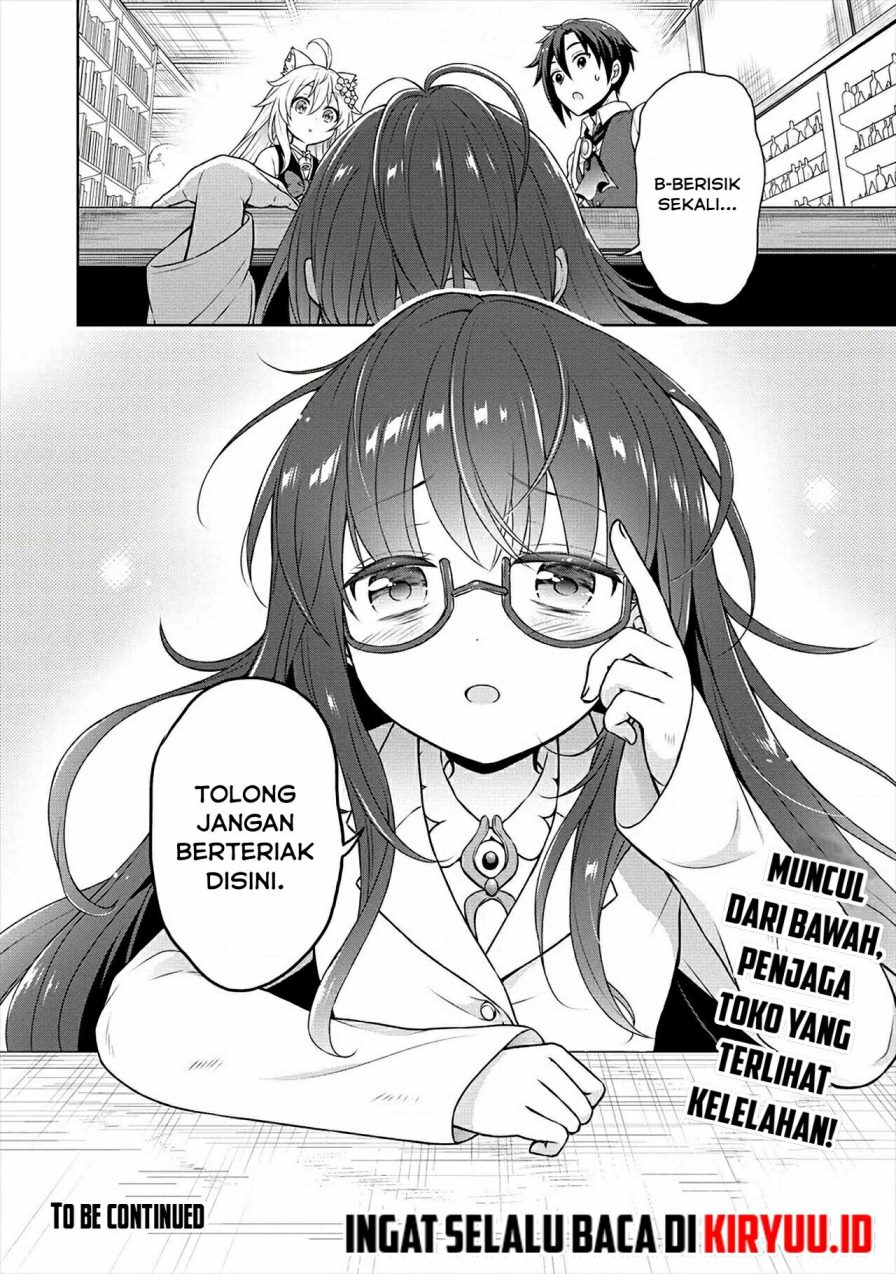 B-BERISIK
SEKALI...
TOLONG
JANGAN
BERTERIAK
DISINI.
MUNCUL
DARI BAWAH,
PENJAGA
TOKO YANG
TERLIHAT
KELELAHAN!
TO BE CONTINUED
INGAT SELALU BACA DI KIRYUU.ID